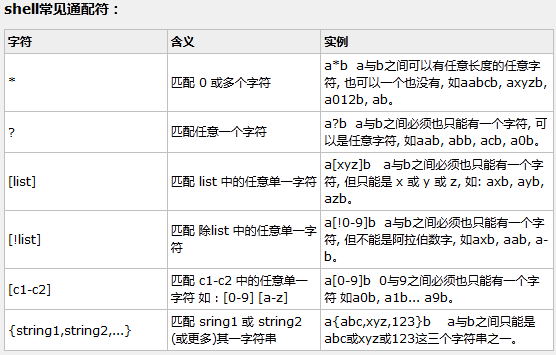 shell常见通配符：
字符 含义 实例
* 匹配 0 或多个字符 a*b a与b之间可以有任意长度的任意字
符, 也可以一个也没有, 如aabcb, axyzb,
a012b, ab。
? 匹配任意一个字符 a?b a与b之间必须也只能有一个字符, 可
以是任意字符, 如aab, abb, acb, a0b。
[list] 匹配 list 中的任意单一字符 a[xyz]b a与b之间必须也只能有一个字
符, 但只能是 x 或 y 或 z, 如: axb, ayb,
azb。
[!list] 匹配 除list 中的任意单一字
符 a[!0-9]b a与b之间必须也只能有一个字
符, 但不能是阿拉伯数字, 如axb, aab, a-
b。
[c1-c2] 匹配 c1-c2 中的任意单一
字符 如：[0-9] [a-z] a[0-9]b 0与9之间必须也只能有一个字
符 如a0b, a1b... a9b。
{string1,string2,...} 匹配 sring1 或 string2
(或更多)其一字符串 a{abc,xyz,123}b a与b之间只能是
abc或xyz或123这三个字符串之一。